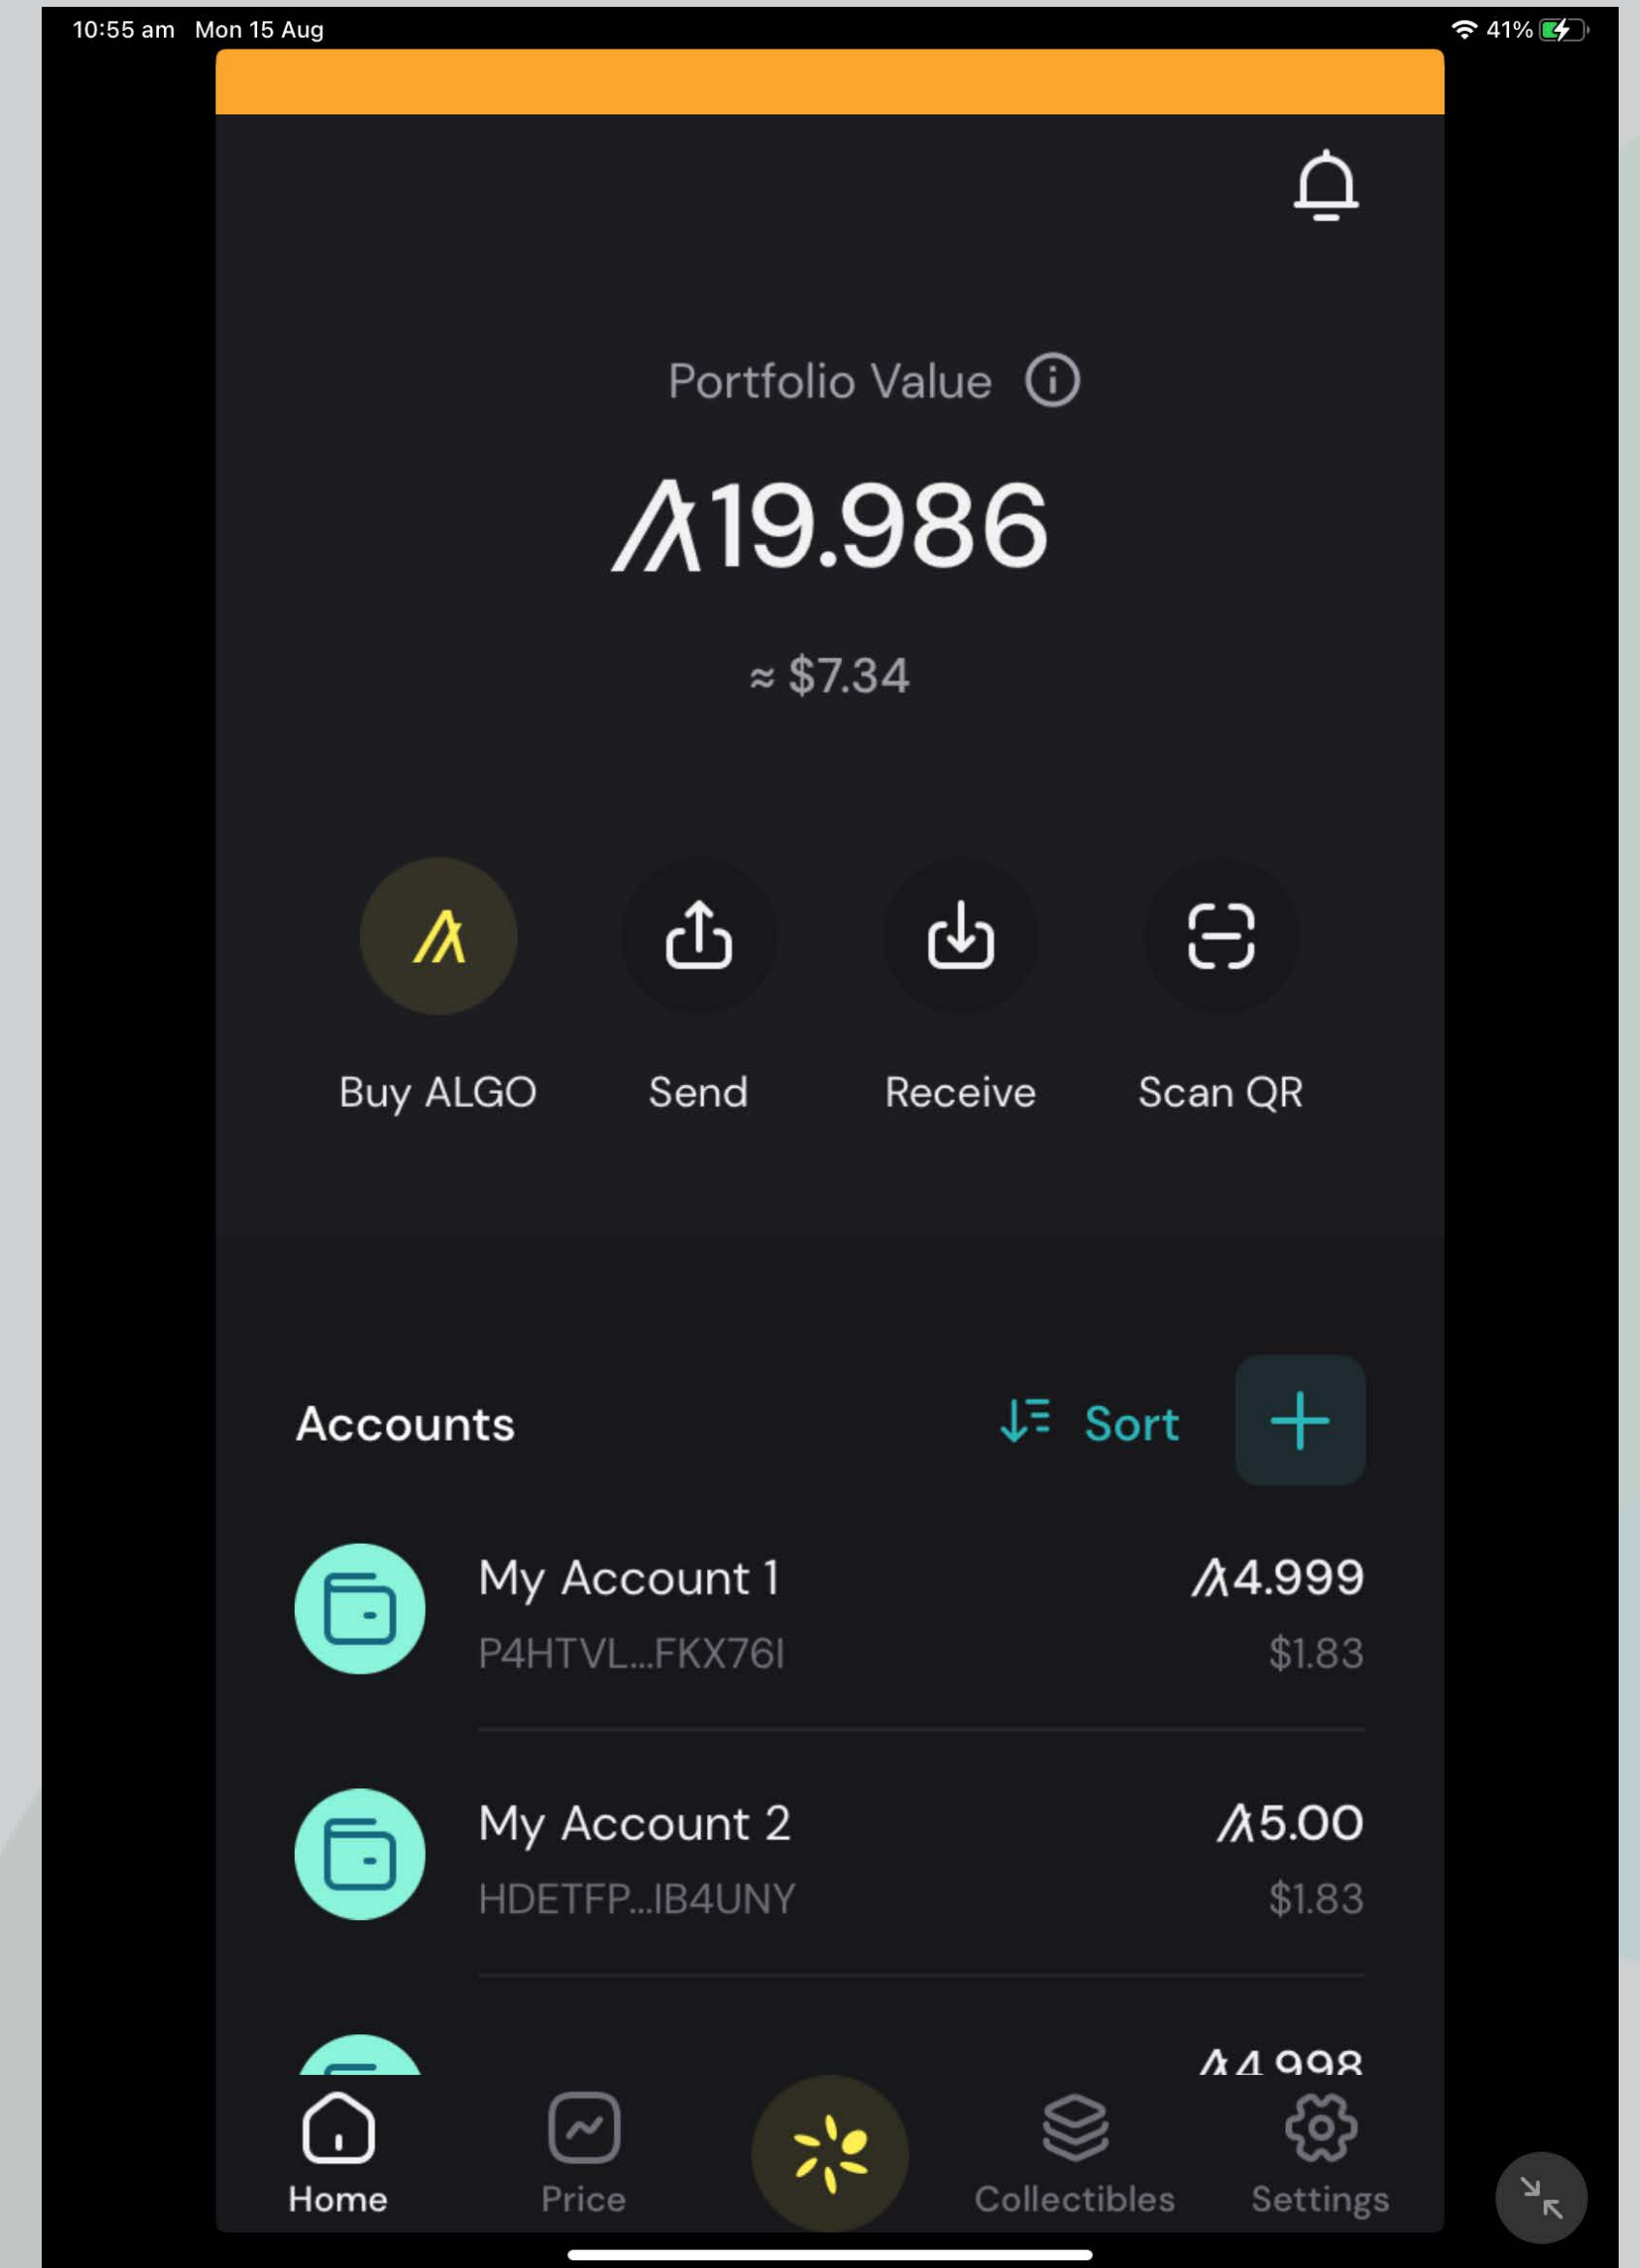 10:55 am Mon 15 Aug 41%
Portfolio Value
19.986
≈ $7.34
Buy ALGO Send Receive Scan QR
Accounts Sort
My Account 1 4.999
P4HTVL...FKX76I $1.83
My Account 2 5.00
HDETFP...IB4UNY $1.83
4.998
Home Price Collectibles Settings